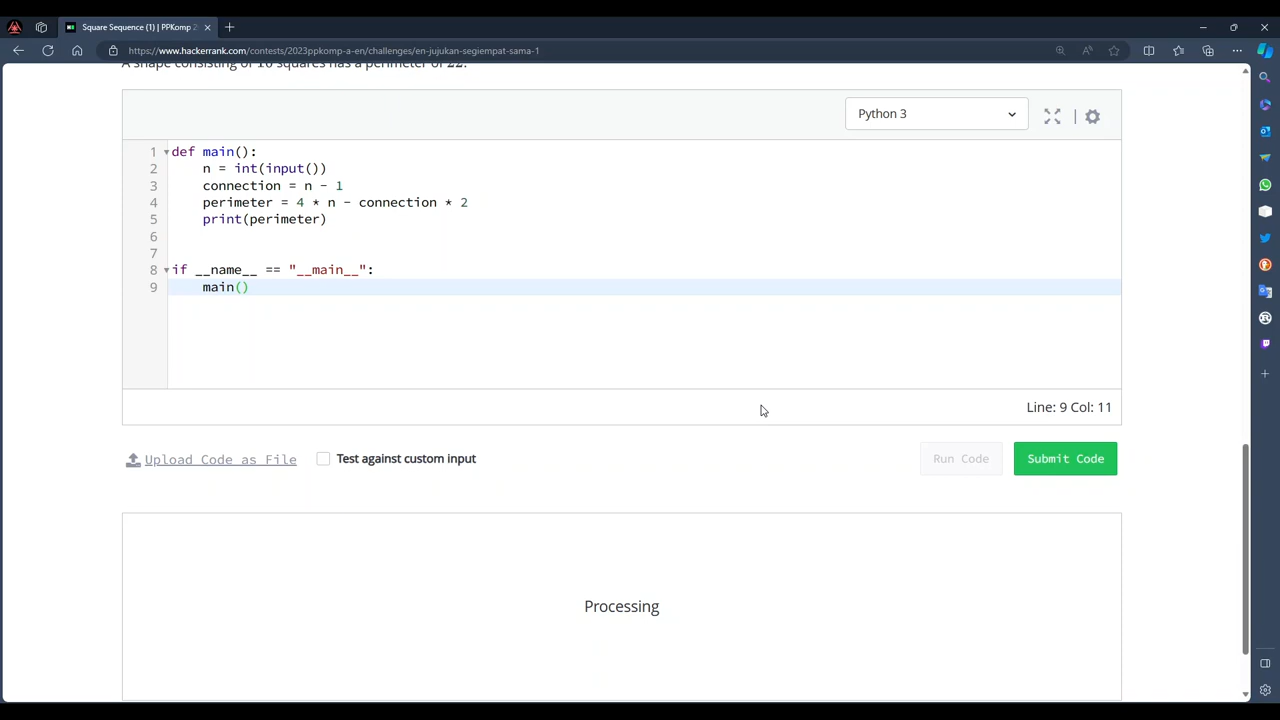 Square Sequence (1) | PPKomp 2
https://www.hackerrank.com/contests/2023ppkomp-a-en/challenges/en-jujukan-segiempat-sama-1
A shape consisting of 10 squares has a perimeter of 22.
Python 3
1 def main():
2 n = int(input())
3 connection = n - 1
4 perimeter = 4 * n - connection * 2
5 print(perimeter)
6
7
8 if __name__ == "__main__":
9 main()
Line: 9 Col: 11
Upload Code as File
Test against custom input
Run Code
Submit Code
Processing